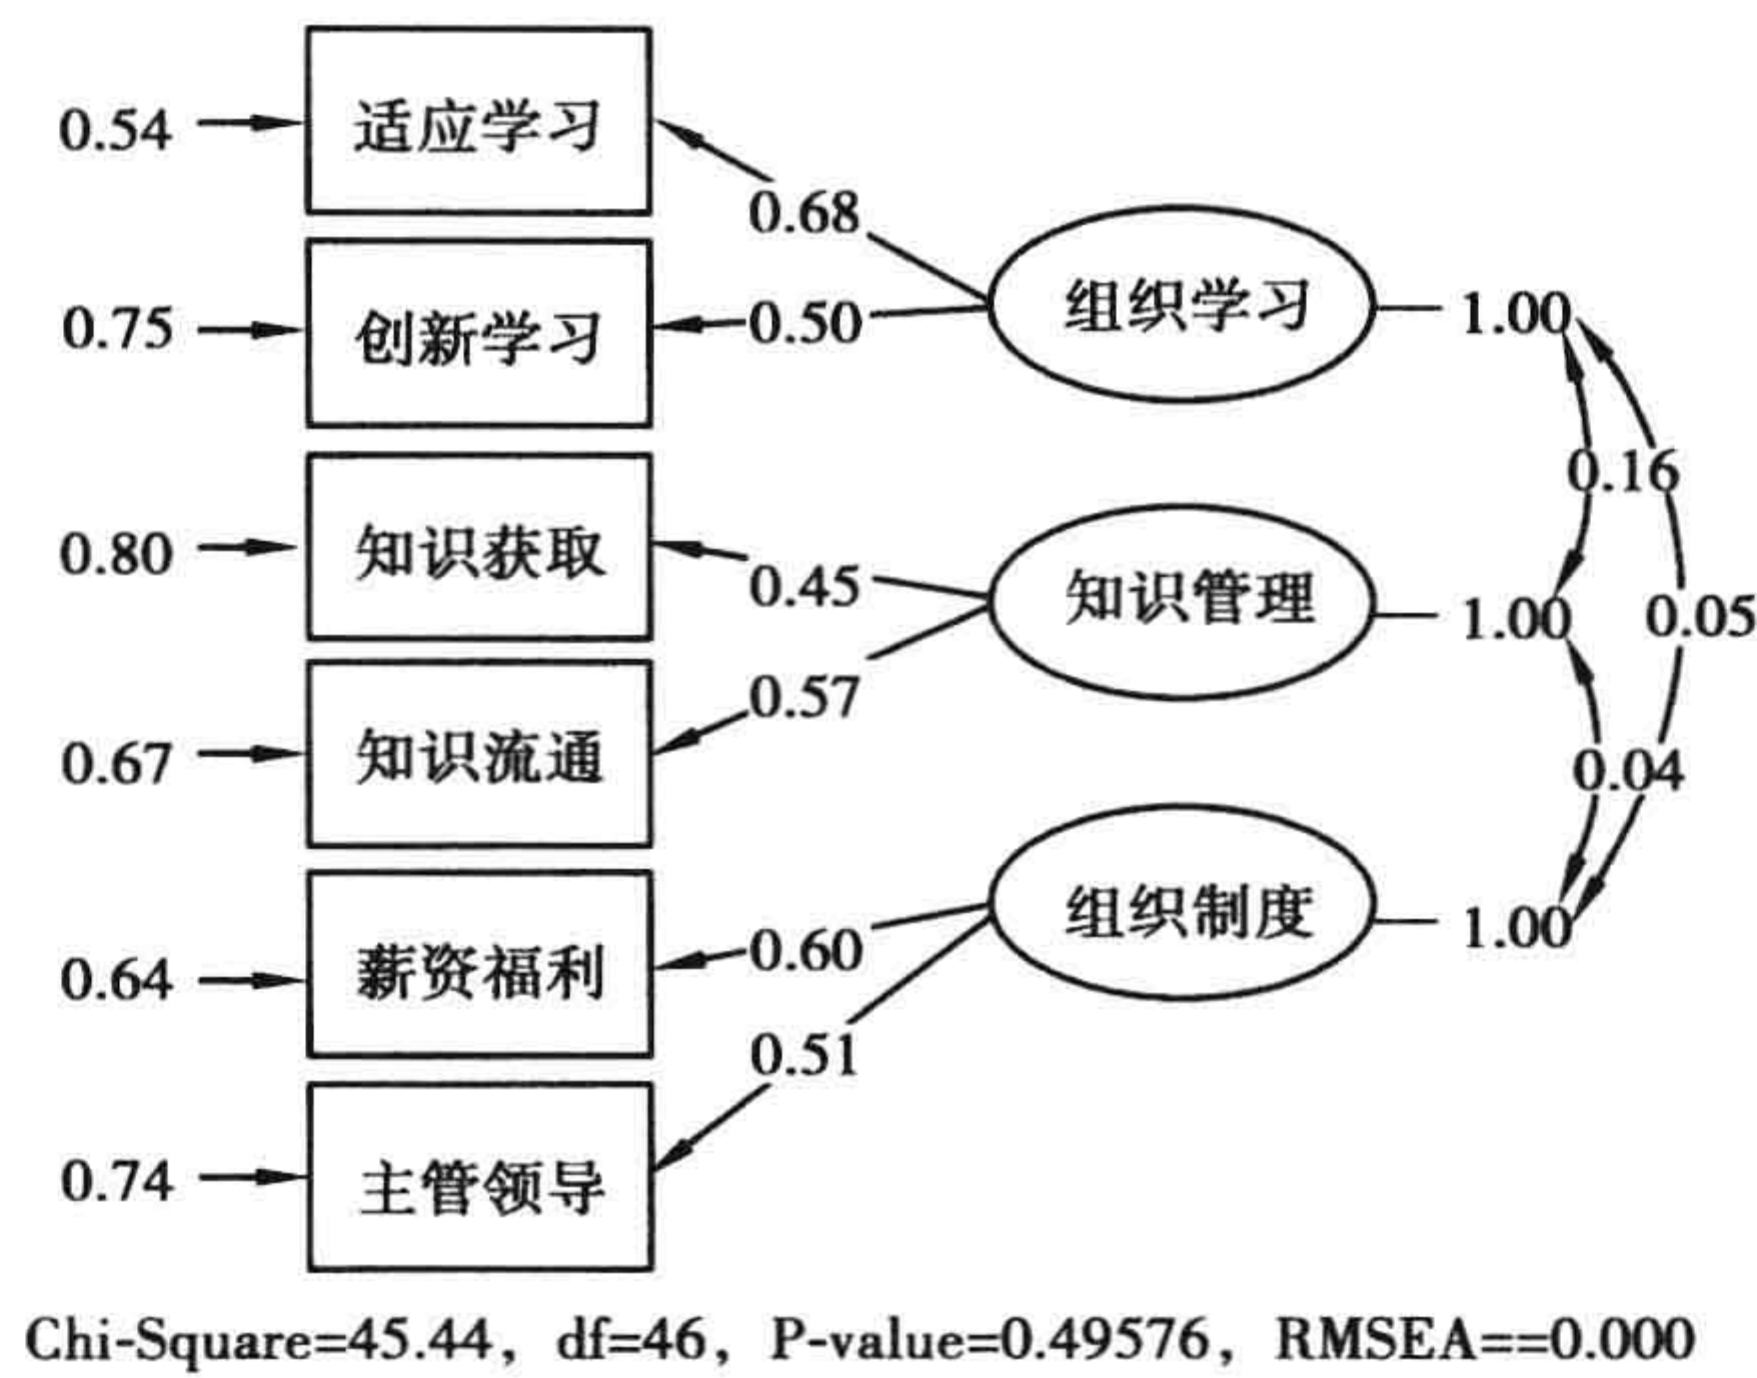 0.54 适应学习
0.68
0.75 创新学习
0.50
组织学习 1.00
0.16
0.80 知识获取
0.45
知识管理 1.00
0.05
0.67 知识流通
0.57
0.04
0.64 薪资福利
0.60
组织制度 1.00
0.51
0.74 主管领导
Chi-Square=45.44, df=46, P-value=0.49576, RMSEA==0.000